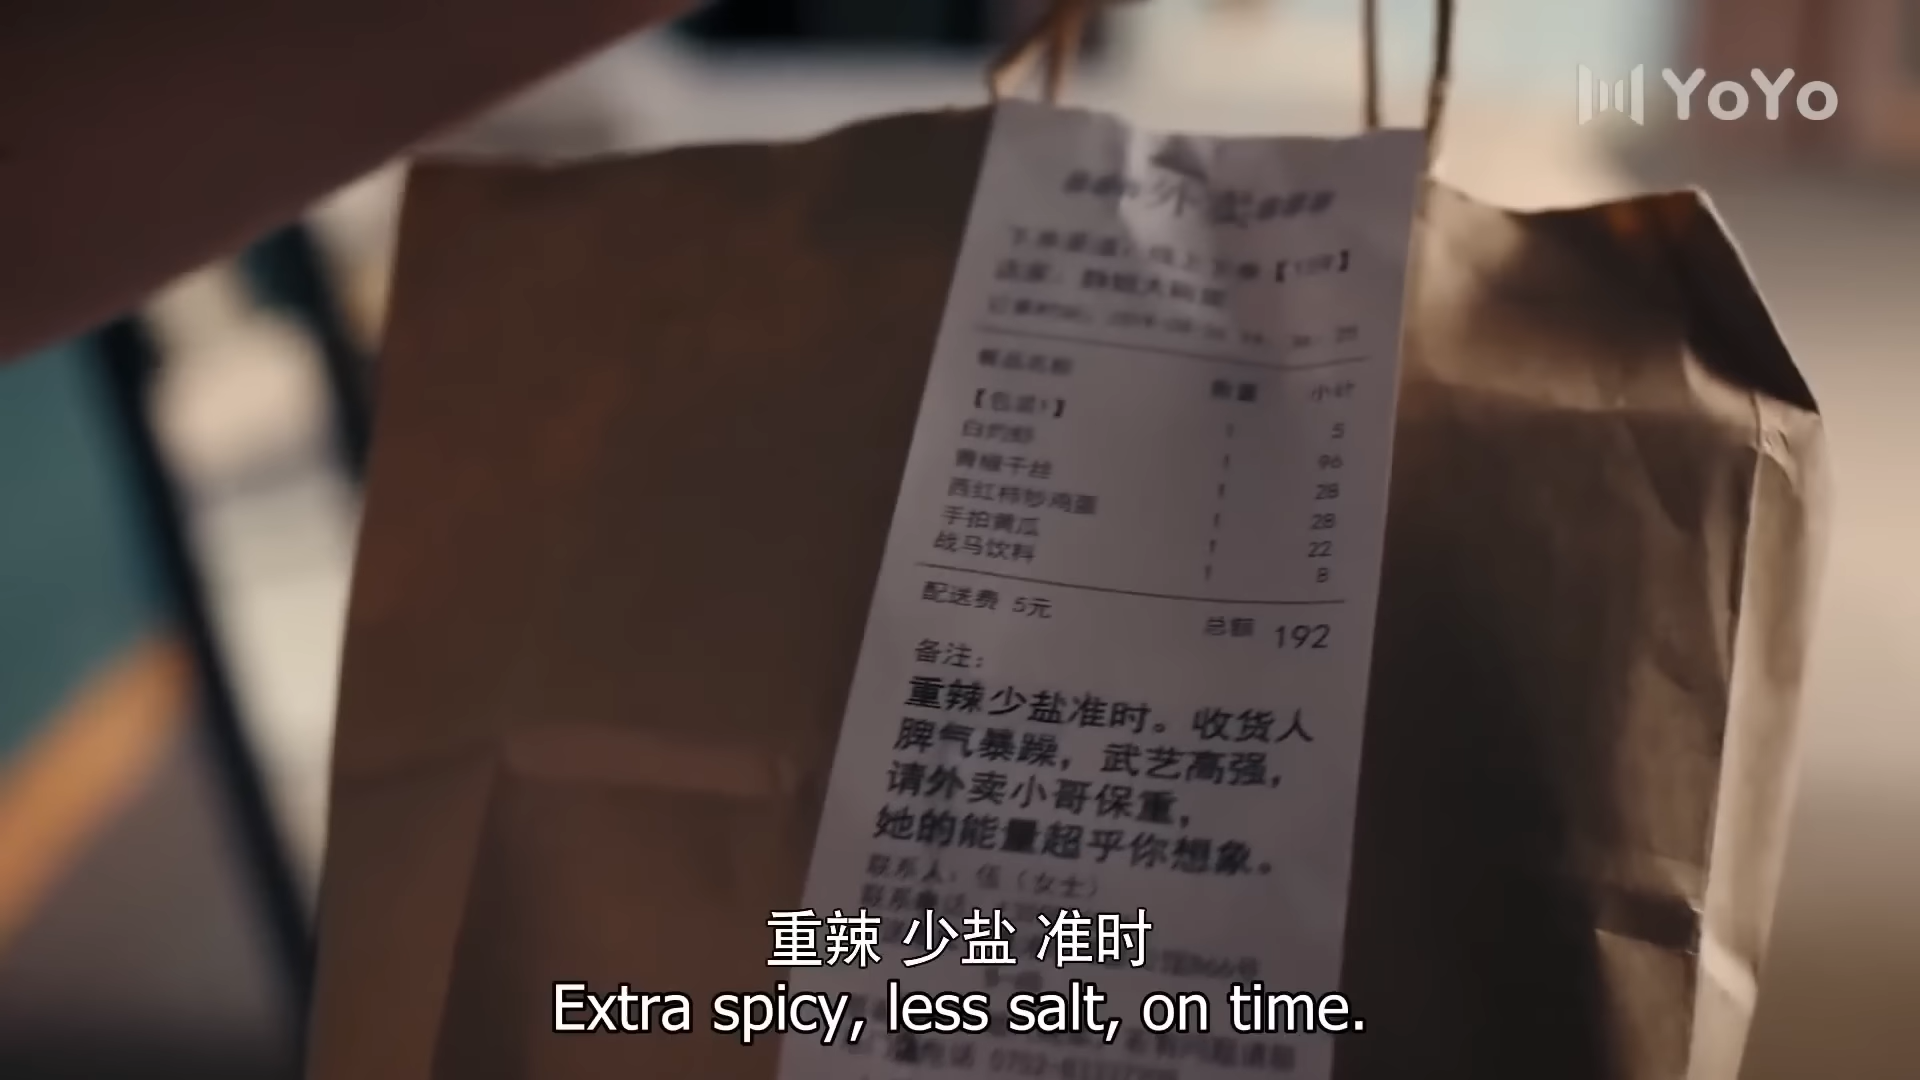 YoYo
###外卖###
餐品名称 数量 小计
【包装1】 1 5
白灼虾 1 96
青椒干丝 1 28
西红柿炒鸡蛋 1 28
手拍黄瓜 1 22
战马饮料 1 8
配送费 5元 总额 192
备注:
重辣少盐准时。收货人
脾气暴躁，武艺高强，
请外卖小哥保重，
她的能量超乎你想象。
联系人: 伍（女士）
重辣 少盐 准时
Extra spicy, less salt, on time.